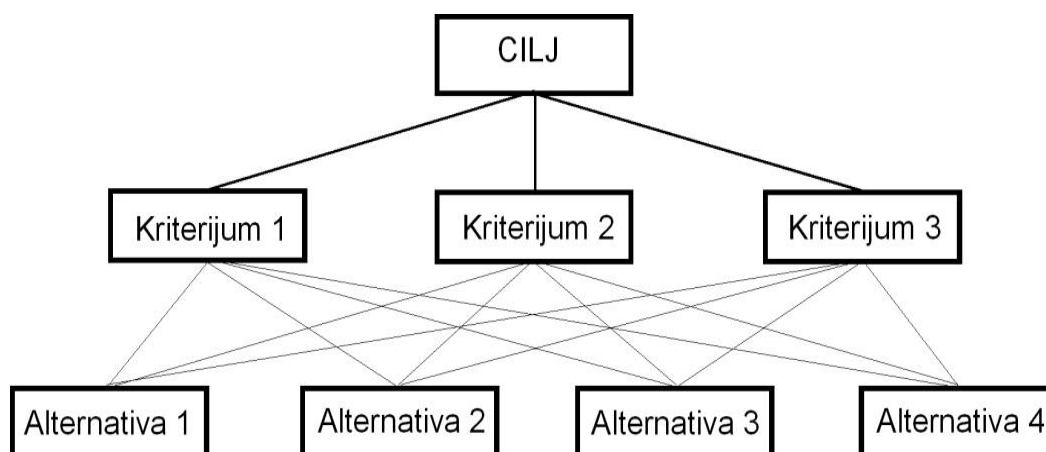 CILJ
Kriterijum 1
Kriterijum 2
Kriterijum 3
Alternativa 1
Alternativa 2
Alternativa 3
Alternativa 4